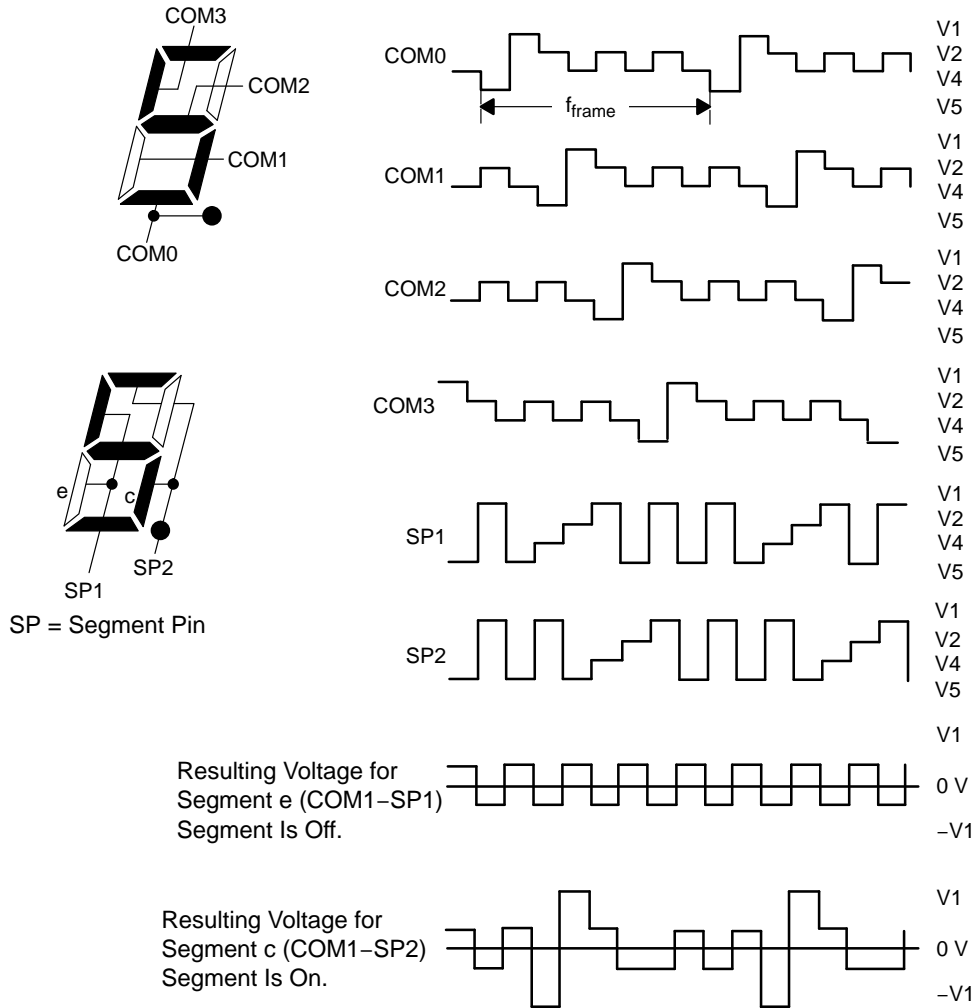 COM3
COM2
COM1
COM0
COM0
f_frame
V1
V2
V4
V5
COM1
V1
V2
V4
V5
COM2
V1
V2
V4
V5
COM3
V1
V2
V4
V5
e
c
SP1
SP2
SP = Segment Pin
SP1
V1
V2
V4
V5
SP2
V1
V2
V4
V5
Resulting Voltage for
Segment e (COM1−SP1)
Segment Is Off.
V1
0 V
−V1
Resulting Voltage for
Segment c (COM1−SP2)
Segment Is On.
V1
0 V
−V1